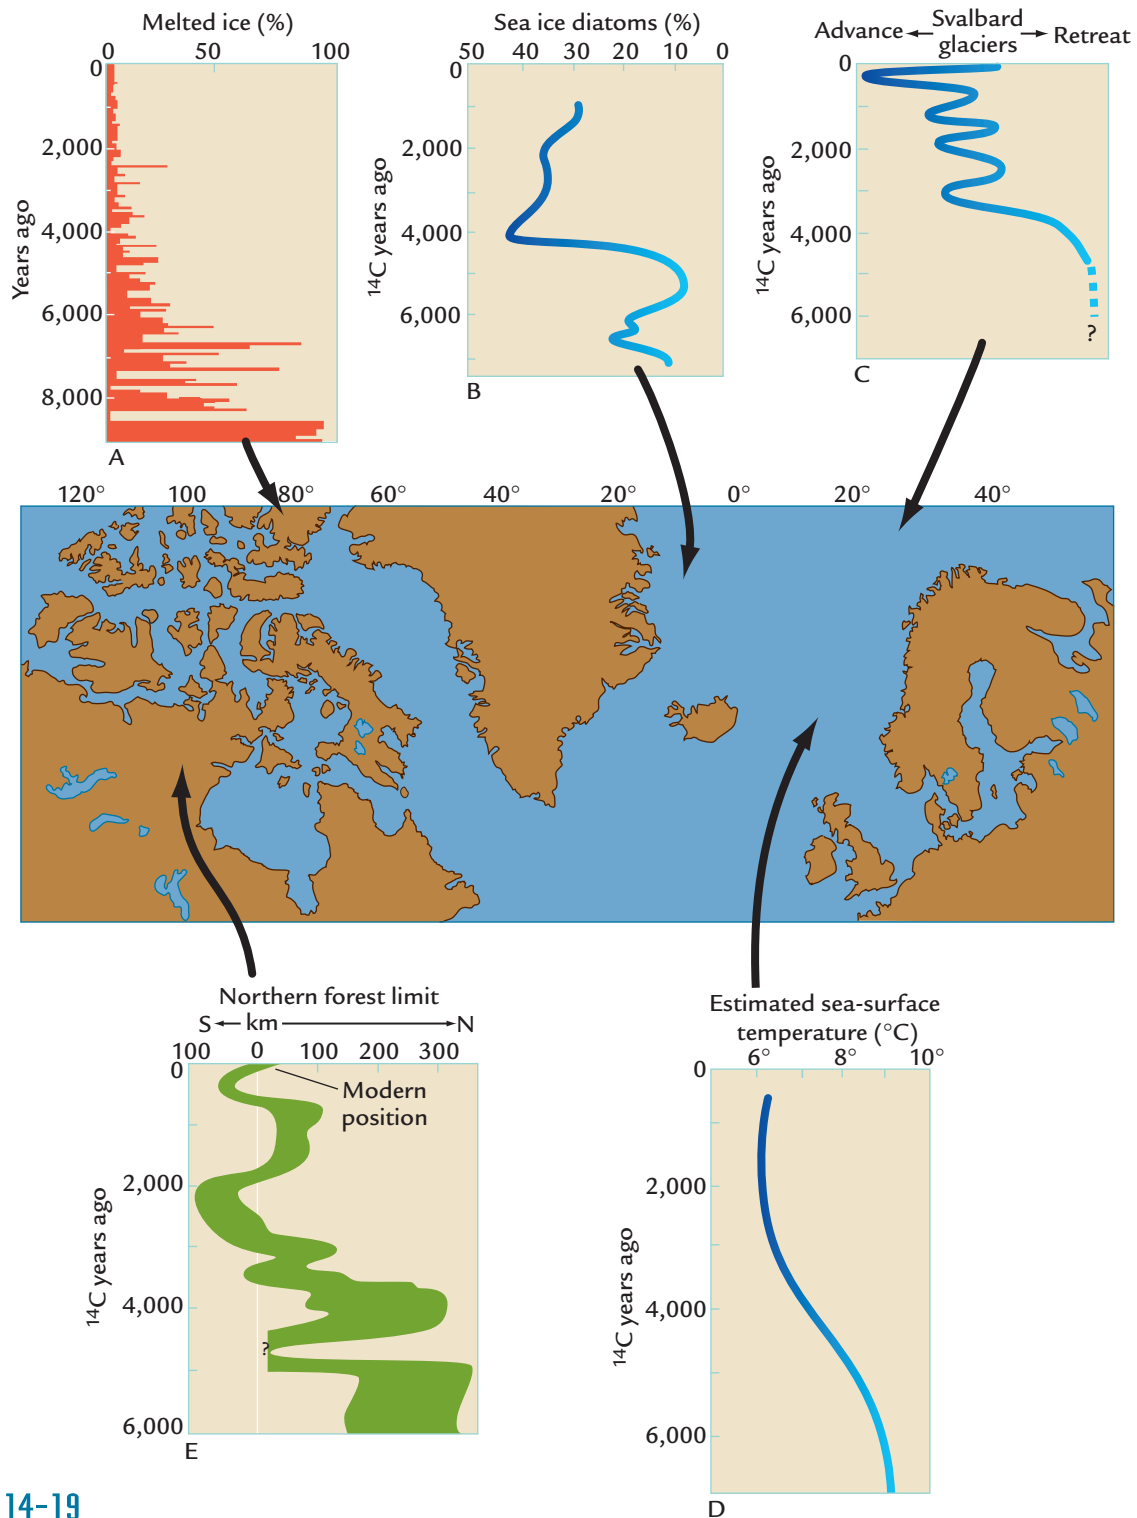 Melted ice (%)
0 50 100
0
2,000
4,000
6,000
8,000
Years ago
A
Sea ice diatoms (%)
50 40 30 20 10 0
0
2,000
4,000
6,000
¹⁴C years ago
B
Advance ← Svalbard glaciers → Retreat
0
2,000
4,000
6,000
¹⁴C years ago
?
C
120° 100 80° 60° 40° 20° 0° 20° 40°
Northern forest limit
S ← km → N
100 0 100 200 300
0
Modern
position
2,000
4,000
6,000
¹⁴C years ago
?
E
Estimated sea-surface
temperature (°C)
6° 8° 10°
0
2,000
4,000
6,000
¹⁴C years ago
D
14-19